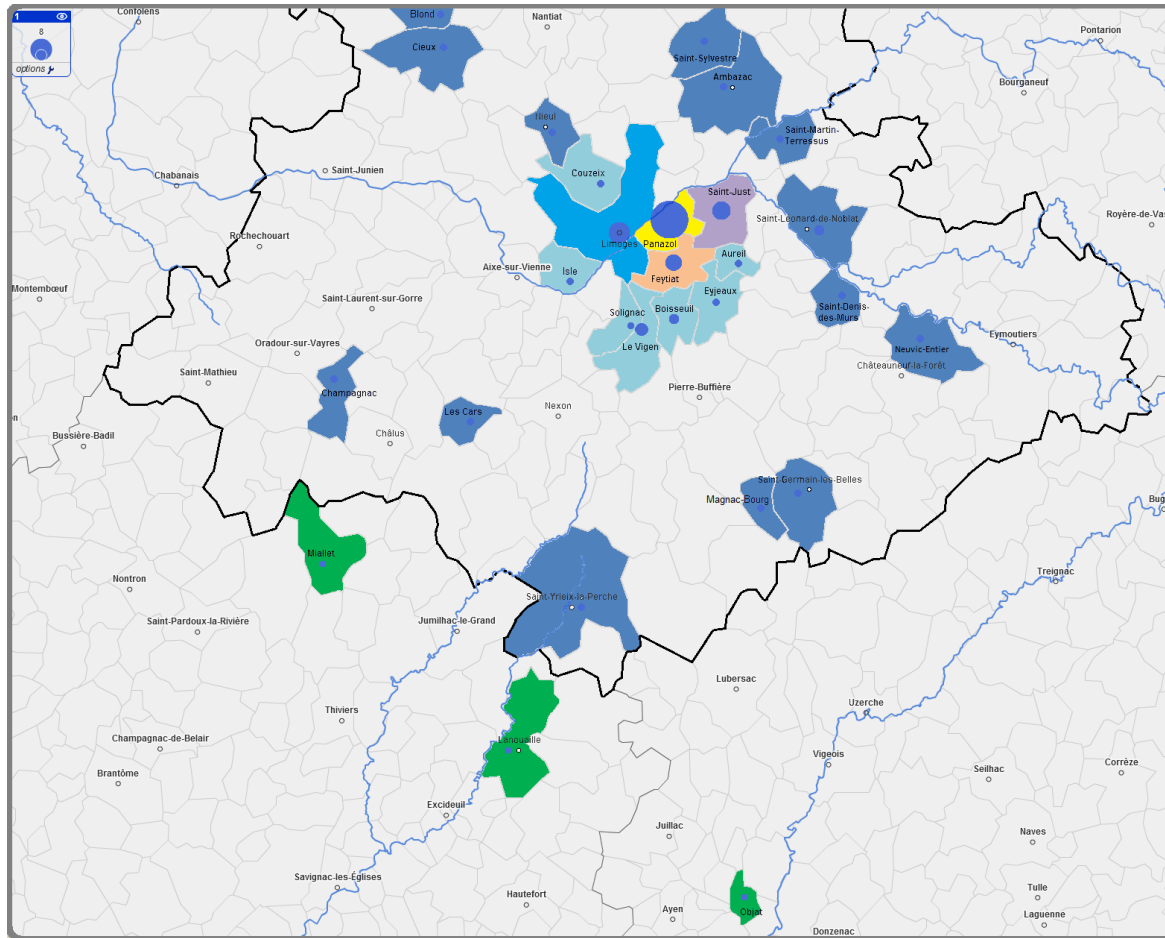 1
8
options
Confolens
Blond
Nantiat
Pontarion
Cieux
Saint-Sylvestre
Ambazac
Bourganeuf
Nieul
Saint-Martin-
Terressus
Chabanais
Saint-Junien
Couzeix
Saint-Just
Saint-Léonard-de-Noblat
Royère-de-Vas
Rochechouart
Limoges
Panazol
Aureil
Aixe-sur-Vienne
Isle
Feytiat
Montembœuf
Saint-Laurent-sur-Gorre
Eyjeaux
Solignac
Boisseuil
Saint-Denis-
des-Murs
Eymoutiers
Oradour-sur-Vayres
Le Vigen
Neuvic-Entier
Châteauneuf-la-Forêt
Saint-Mathieu
Champagnac
Pierre-Buffière
Les Cars
Nexon
n
Bussière-Badil
Châlus
Saint-Germain-les-Belles
Magnac-Bourg
Bug
Miallet
Nontron
Treignac
Saint-Yrieix-la-Perche
Saint-Pardoux-la-Rivière
Jumilhac-le-Grand
Lubersac
Thiviers
Uzerche
Champagnac-de-Belair
Lanouaille
Vigeois
Brantôme
Seilhac
Corrèze
Excideuil
Juillac
Naves
Savignac-les-Églises
Hautefort
Tulle
Ayen
Objat
Laguenne
Donzenac